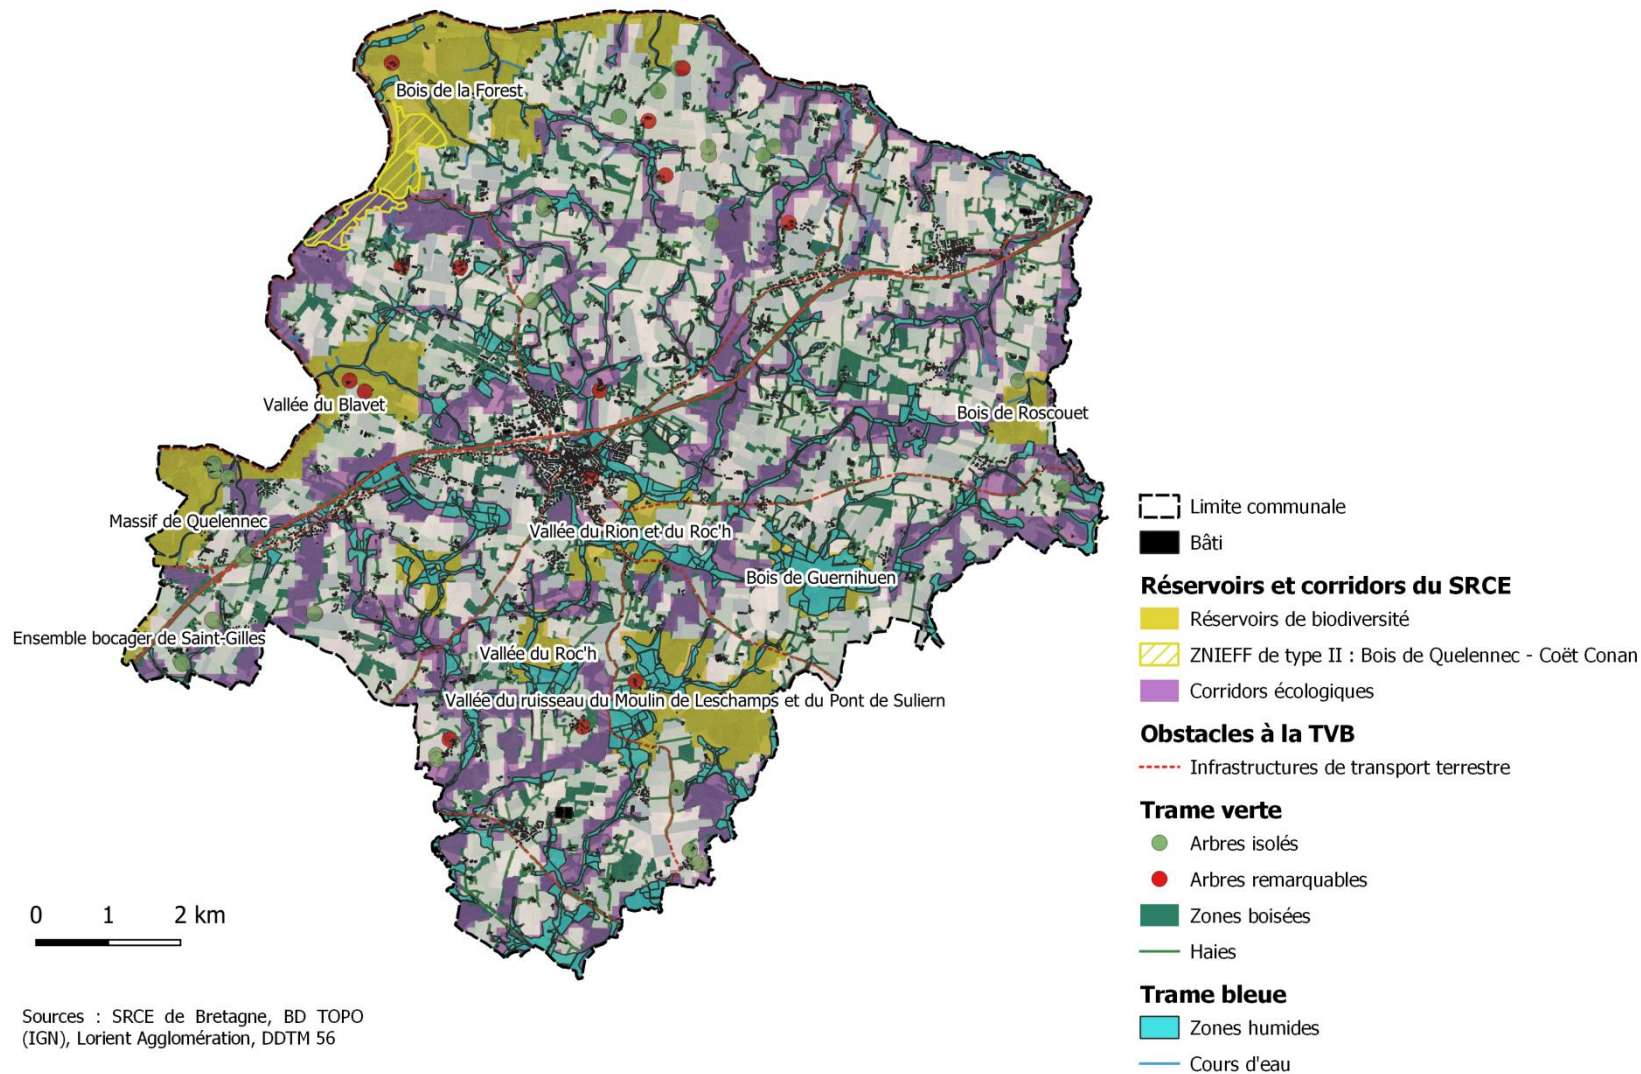 Bois de la Forest
Vallée du Blavet
Bois de Roscouet
Massif de Quelennec
Vallée du Rion et du Roc'h
Bois de Guernihuen
Ensemble bocager de Saint-Gilles
Vallée du Roc'h
Vallée du ruisseau du Moulin de Leschamps et du Pont de Suliern
Limite communale
Bâti
Réservoirs et corridors du SRCE
Réservoirs de biodiversité
ZNIEFF de type II : Bois de Quelennec - Coët Conan
Corridors écologiques
Obstacles à la TVB
Infrastructures de transport terrestre
Trame verte
Arbres isolés
Arbres remarquables
Zones boisées
Haies
Trame bleue
Zones humides
Cours d'eau
0 1 2 km
Sources : SRCE de Bretagne, BD TOPO
(IGN), Lorient Agglomération, DDTM 56